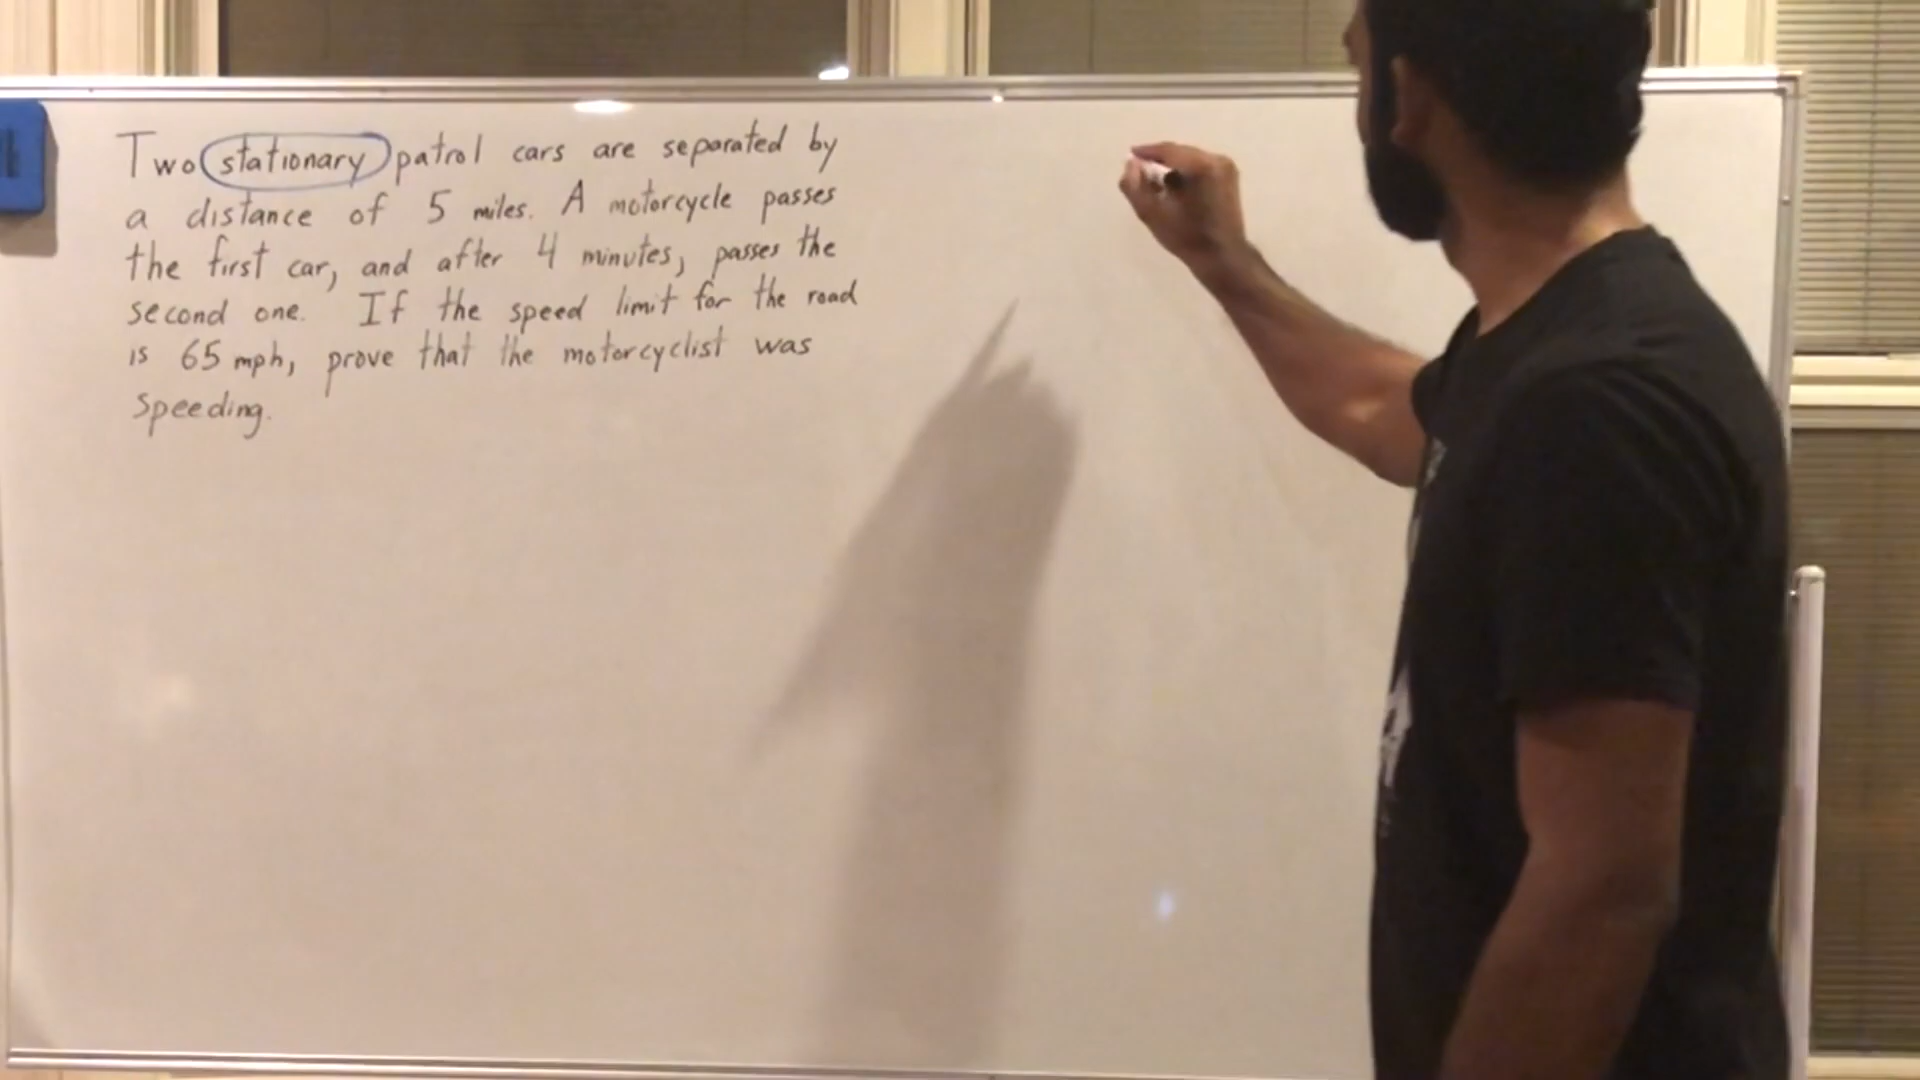 Two stationary patrol cars are separated by
a distance of 5 miles. A motorcycle passes
the first car, and after 4 minutes, passes the
second one. If the speed limit for the road
is 65 mph, prove that the motorcyclist was
speeding.